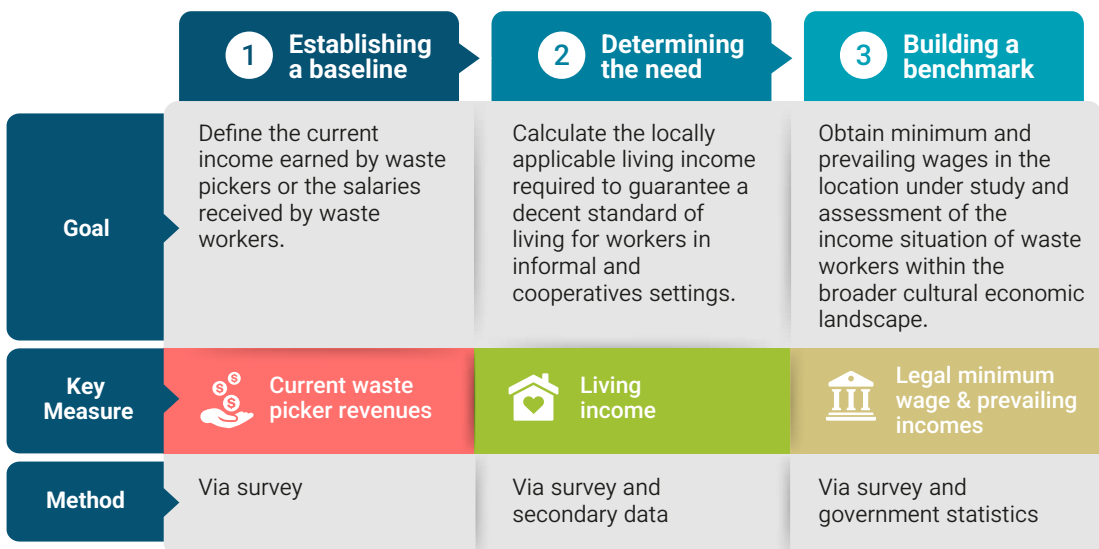 1 Establishing
a baseline
2 Determining
the need
3 Building a
benchmark
Goal
Define the current
income earned by waste
pickers or the salaries
received by waste
workers.
Calculate the locally
applicable living income
required to guarantee a
decent standard of
living for workers in
informal and
cooperatives settings.
Obtain minimum and
prevailing wages in the
location under study and
assessment of the
income situation of waste
workers within the
broader cultural economic
landscape.
Key
Measure
Current waste
picker revenues
Living
income
Legal minimum
wage & prevailing
incomes
Method
Via survey
Via survey and
secondary data
Via survey and
government statistics